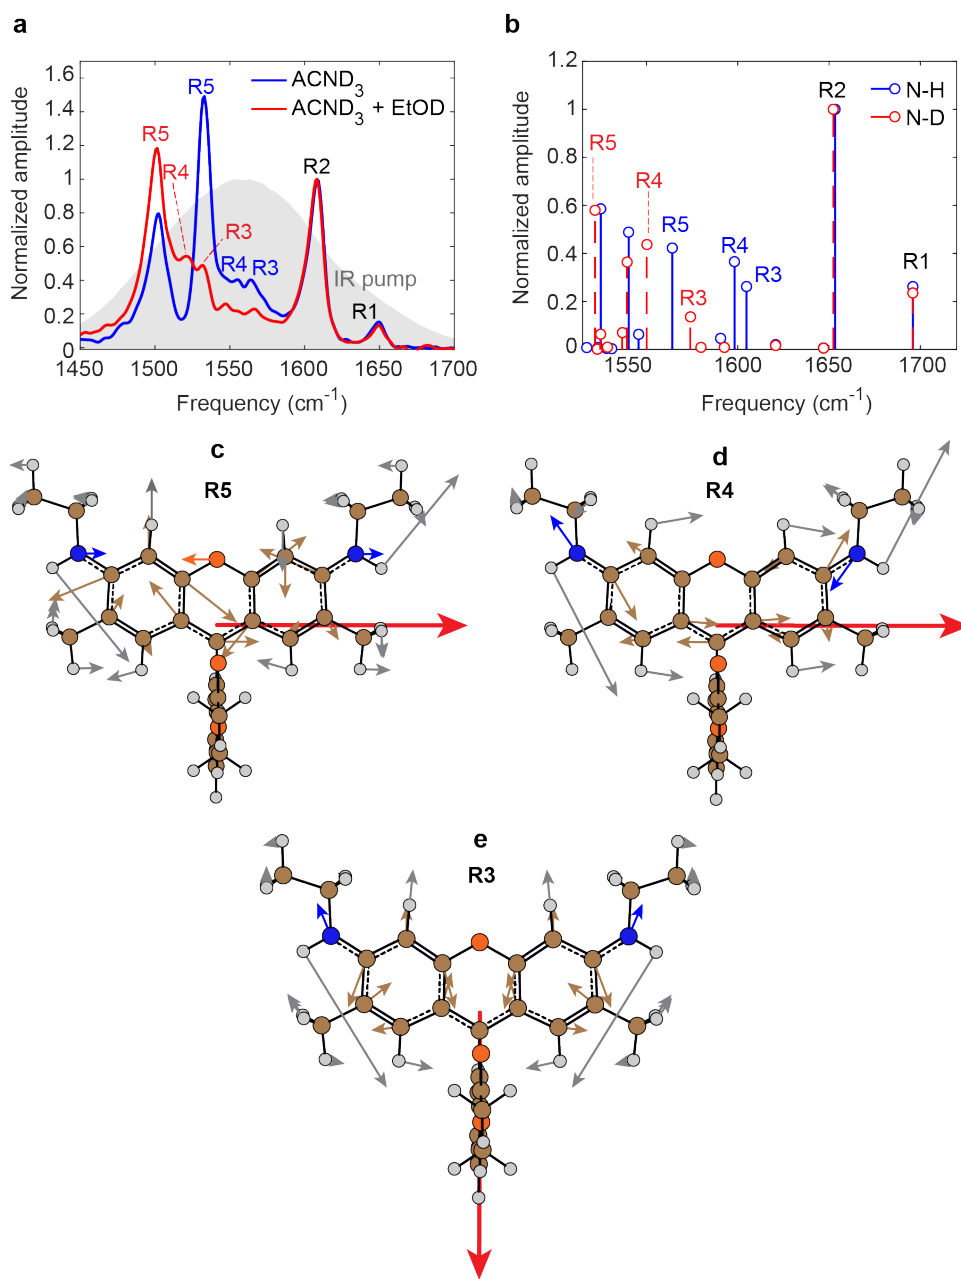 a
b
Normalized amplitude
1.6
1.4
1.2
1
0.8
0.6
0.4
0.2
0
R5
R5
R4
R3
R4
R3
R2
R1
IR pump
ACND3
ACND3 + EtOD
1450
1500
1550
1600
1650
1700
Frequency (cm-1)
Normalized amplitude
1.2
1
0.8
0.6
0.4
0.2
0
R5
R4
R3
R5
R4
R3
R2
R1
N-H
N-D
1550
1600
1650
1700
Frequency (cm-1)
c
R5
d
R4
e
R3